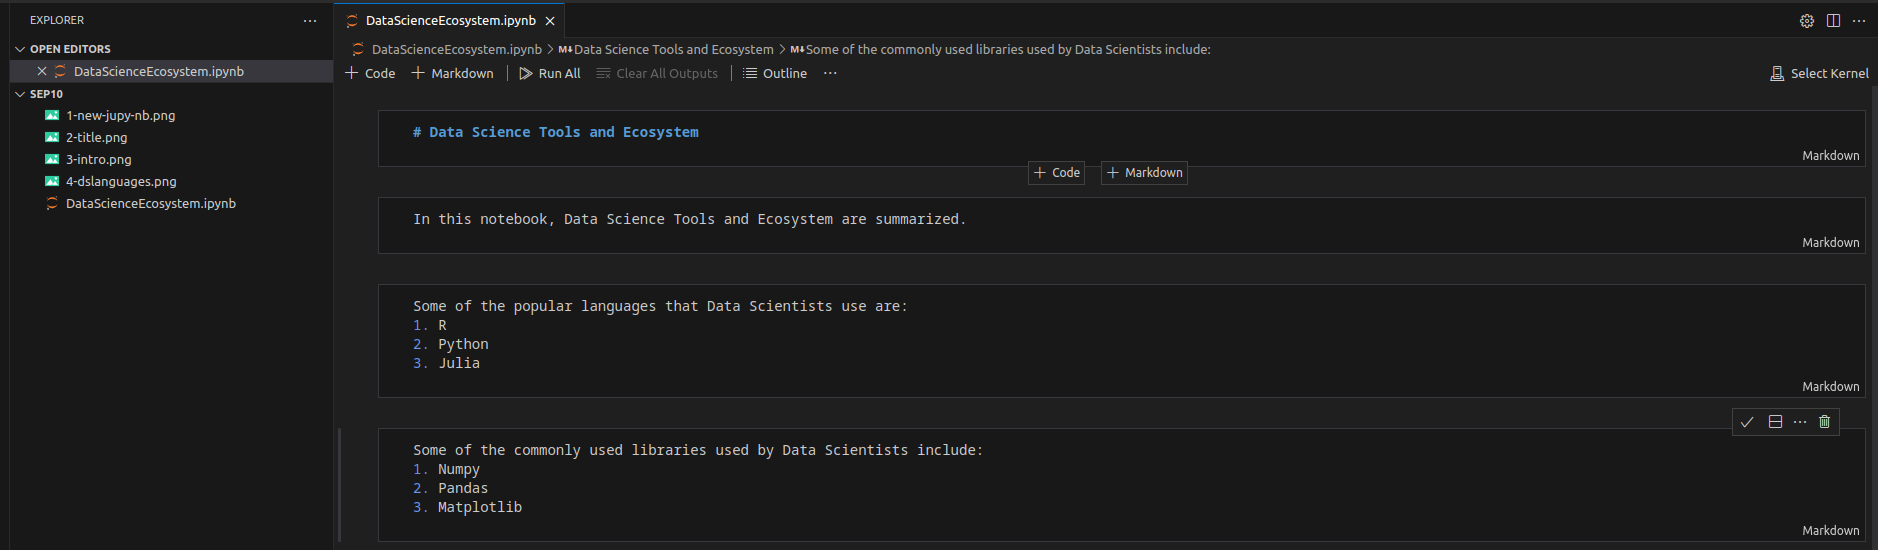 EXPLORER
OPEN EDITORS
DataScienceEcosystem.ipynb
SEP10
1-new-jupy-nb.png
2-title.png
3-intro.png
4-dslanguages.png
DataScienceEcosystem.ipynb
DataScienceEcosystem.ipynb
DataScienceEcosystem.ipynb > M↓Data Science Tools and Ecosystem > M↓Some of the commonly used libraries used by Data Scientists include:
+ Code + Markdown Run All Clear All Outputs Outline ... Select Kernel
# Data Science Tools and Ecosystem
Markdown
+ Code + Markdown
In this notebook, Data Science Tools and Ecosystem are summarized.
Markdown
Some of the popular languages that Data Scientists use are:
1. R
2. Python
3. Julia
Markdown
Some of the commonly used libraries used by Data Scientists include:
1. Numpy
2. Pandas
3. Matplotlib
Markdown